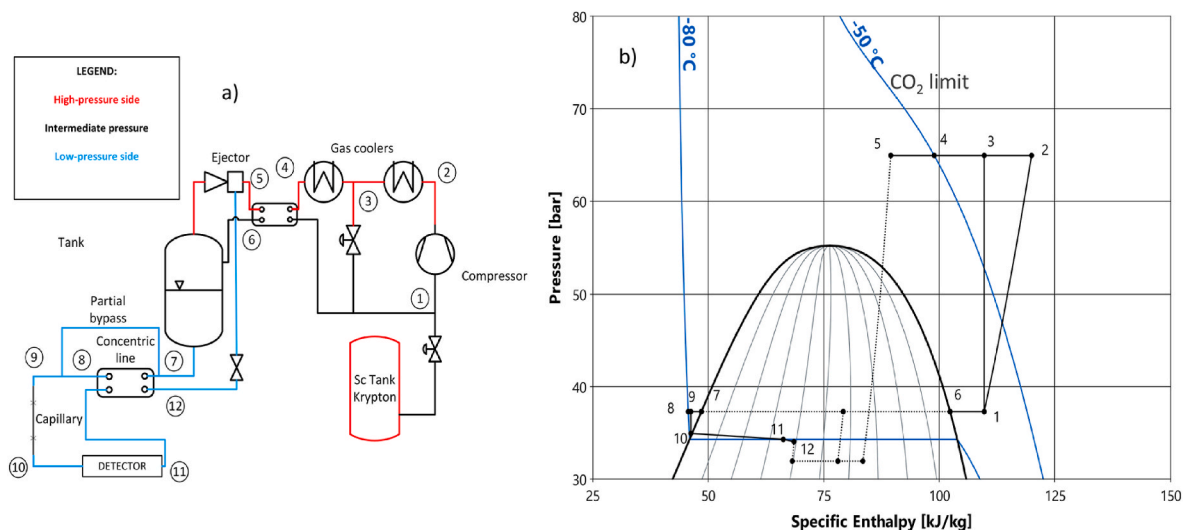 LEGEND:
High-pressure side
Intermediate pressure
Low-pressure side
a)
Ejector
Gas coolers
4
5
2
3
6
Tank
Compressor
1
Partial
bypass
Concentric
line
9
8
7
12
Sc Tank
Krypton
Capillary
10
DETECTOR
11
b)
80
70
60
50
40
30
Pressure [bar]
-80 °C
-50 °C
CO2 limit
5
4
3
2
8
9
7
6
1
10
11
12
25
50
75
100
125
150
Specific Enthalpy [kJ/kg]